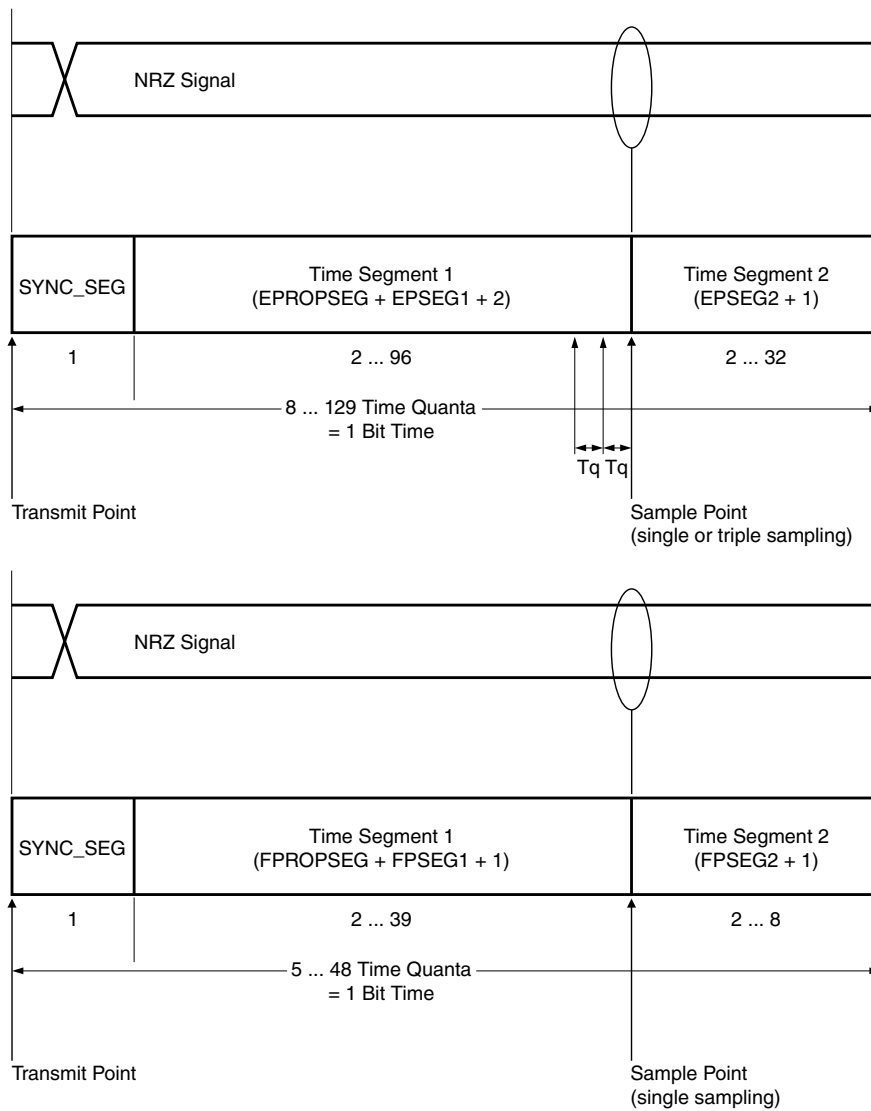 NRZ Signal
SYNC_SEG
Time Segment 1
(EPROPSEG + EPSEG1 + 2)
Time Segment 2
(EPSEG2 + 1)
1
2 ... 96
2 ... 32
8 ... 129 Time Quanta
= 1 Bit Time
Tq Tq
Transmit Point
Sample Point
(single or triple sampling)
NRZ Signal
SYNC_SEG
Time Segment 1
(FPROPSEG + FPSEG1 + 1)
Time Segment 2
(FPSEG2 + 1)
1
2 ... 39
2 ... 8
5 ... 48 Time Quanta
= 1 Bit Time
Transmit Point
Sample Point
(single sampling)